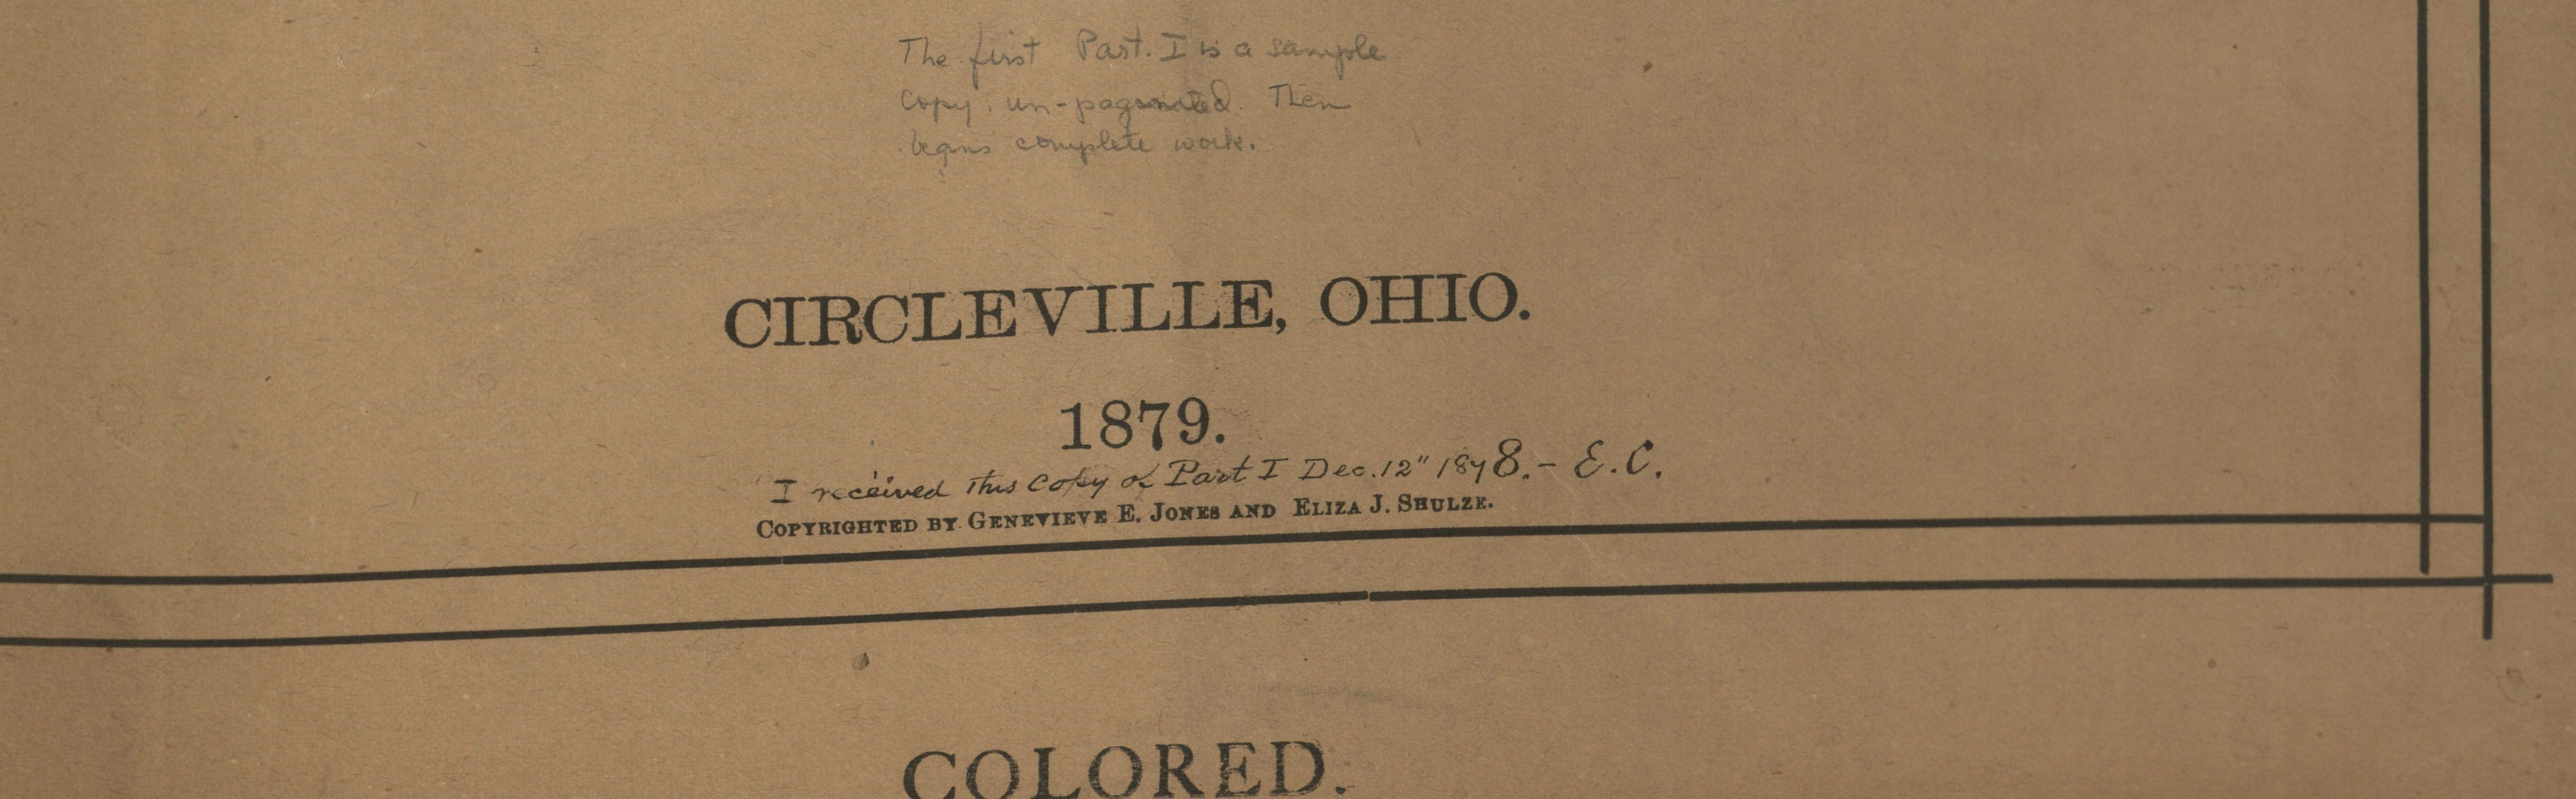 The first Part. I is a sample
copy. un-paginated. Then
begins complete work.
CIRCLEVILLE, OHIO.
1879.
I received this copy of Part I Dec. 12" 1878.- E.C.
COPYRIGHTED BY GENEVIEVE E. JONES AND ELIZA J. SHULZE.
COLORED.